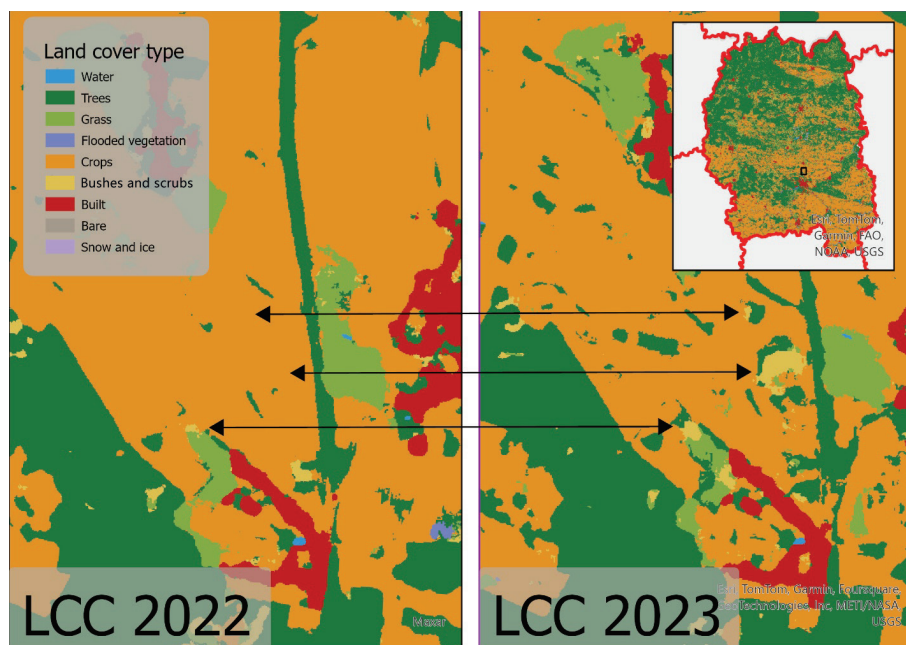 Land cover type
Water
Trees
Grass
Flooded vegetation
Crops
Bushes and scrubs
Built
Bare
Snow and ice
Esri, TomTom,
Garmin, FAO,
NOAA, USGS
LCC 2022
Maxar
LCC 2023
Esri, TomTom, Garmin, Foursquare,
GeoTechnologies, Inc, METI/NASA,
USGS